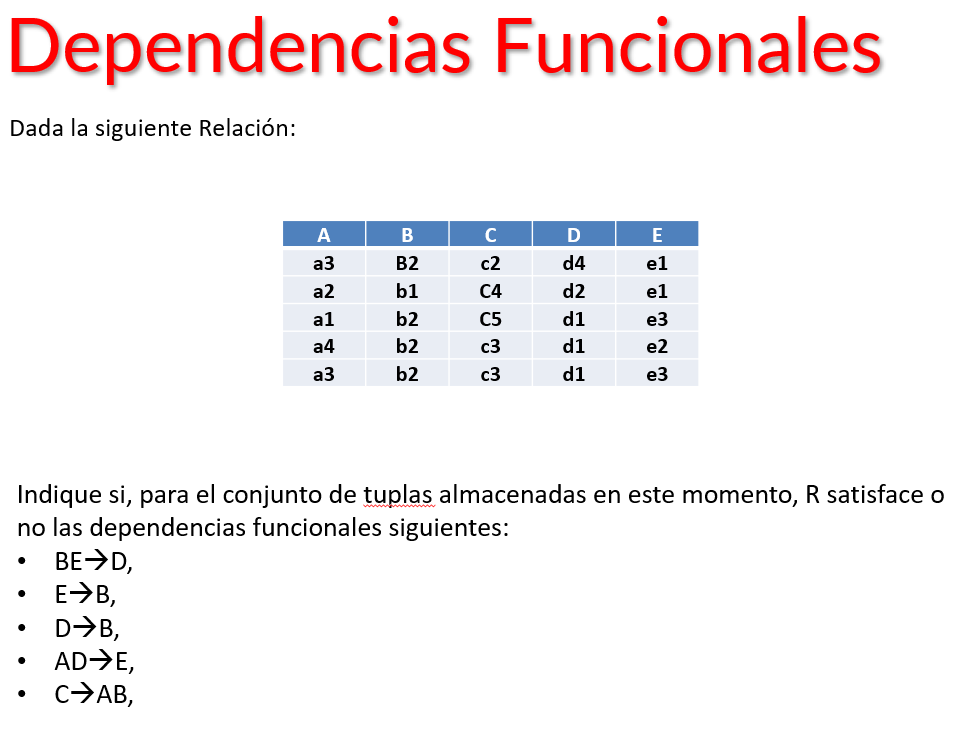 Dependencias Funcionales
Dada la siguiente Relación:
A B C D E
a3 B2 c2 d4 e1
a2 b1 C4 d2 e1
a1 b2 C5 d1 e3
a4 b2 c3 d1 e2
a3 b2 c3 d1 e3
Indique si, para el conjunto de tuplas almacenadas en este momento, R satisface o
no las dependencias funcionales siguientes:
• BE→D,
• E→B,
• D→B,
• AD→E,
• C→AB,